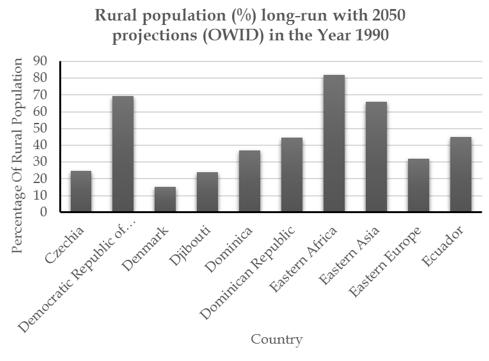 Rural population (%) long-run with 2050
projections (OWID) in the Year 1990
Percentage Of Rural Population
90
80
70
60
50
40
30
20
10
0
Czechia
Democratic Republic of…
Denmark
Djibouti
Dominica
Dominican Republic
Eastern Africa
Eastern Asia
Eastern Europe
Ecuador
Country